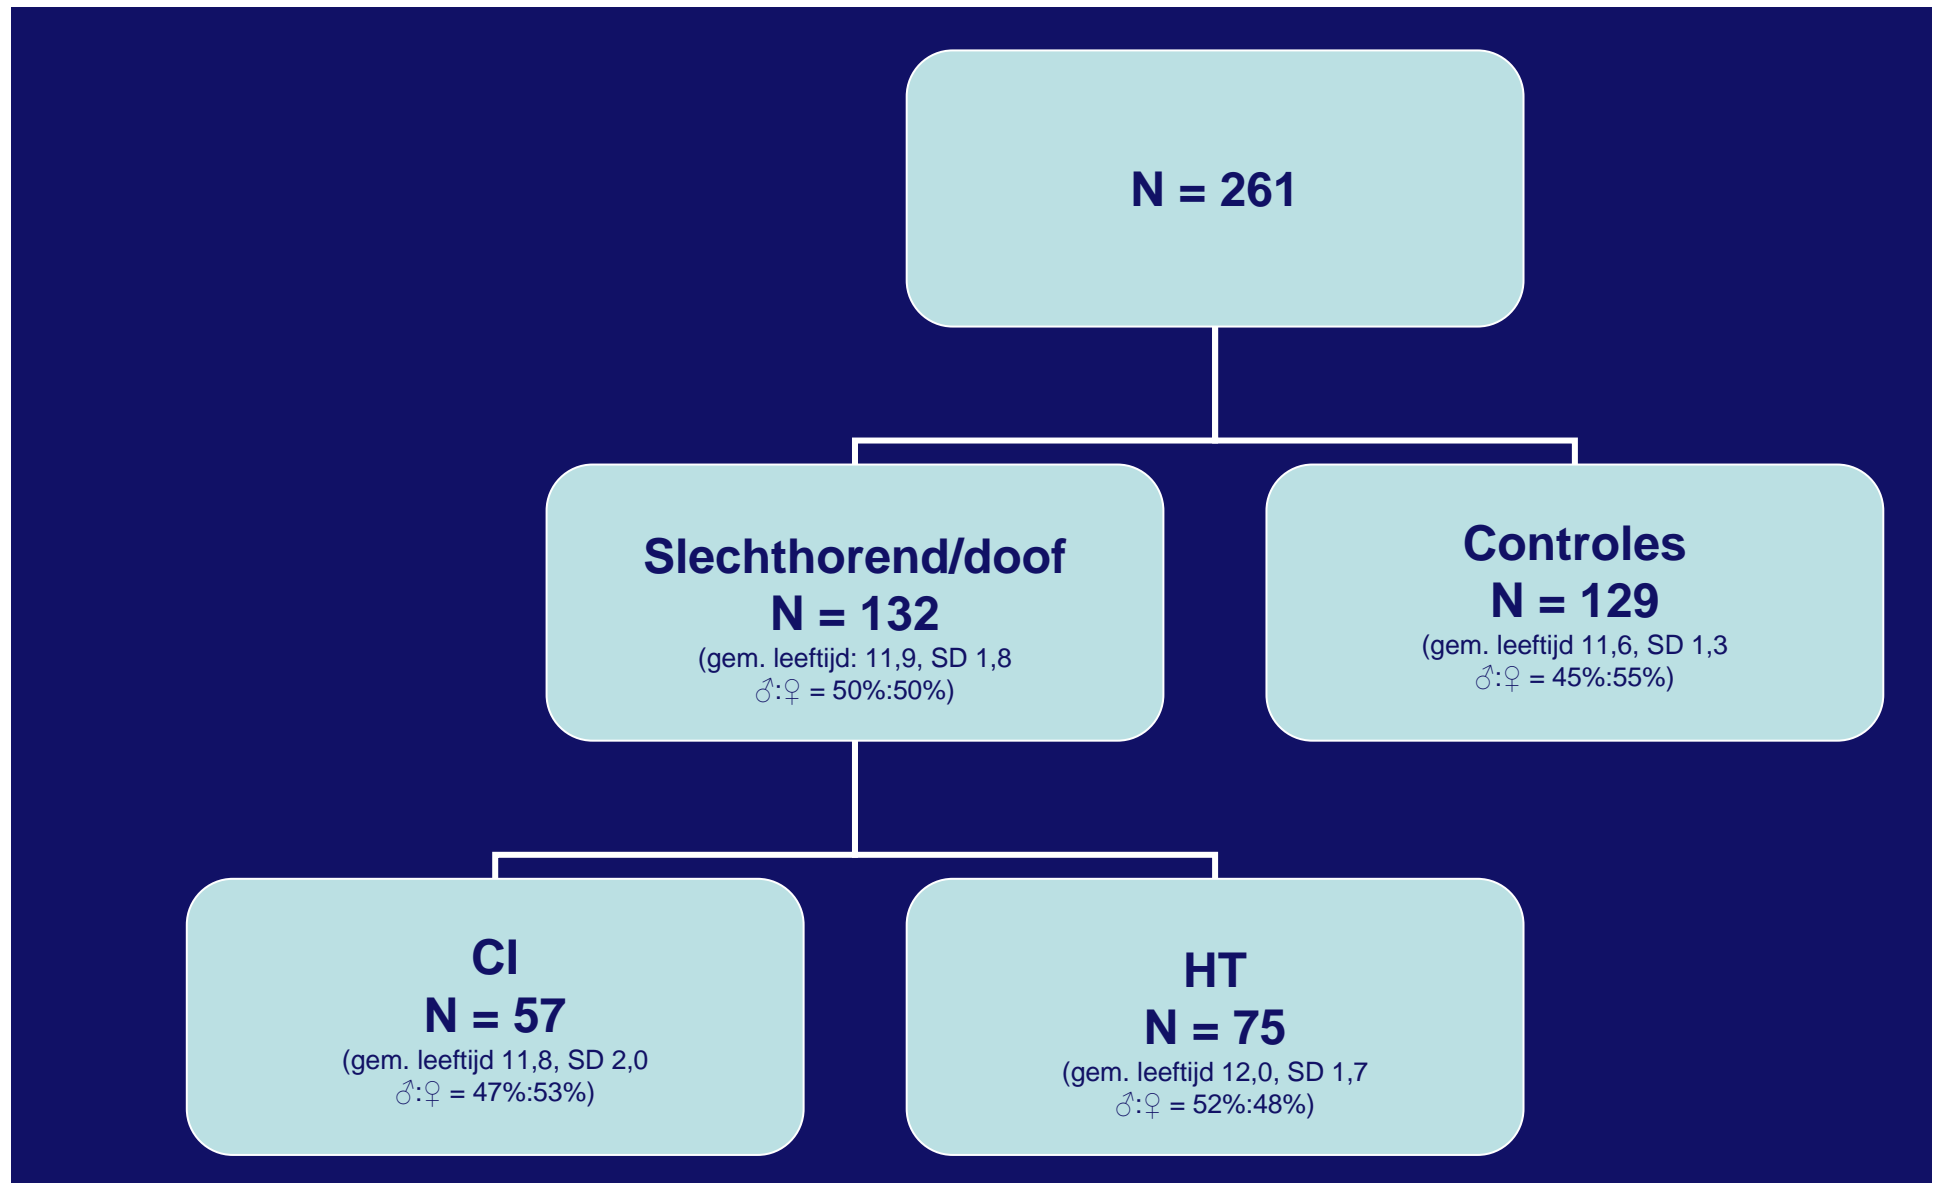 N = 261
Slechthorend/doof
N = 132
(gem. leeftijd: 11,9, SD 1,8
♂:♀ = 50%:50%)
Controles
N = 129
(gem. leeftijd 11,6, SD 1,3
♂:♀ = 45%:55%)
CI
N = 57
(gem. leeftijd 11,8, SD 2,0
♂:♀ = 47%:53%)
HT
N = 75
(gem. leeftijd 12,0, SD 1,7
♂:♀ = 52%:48%)